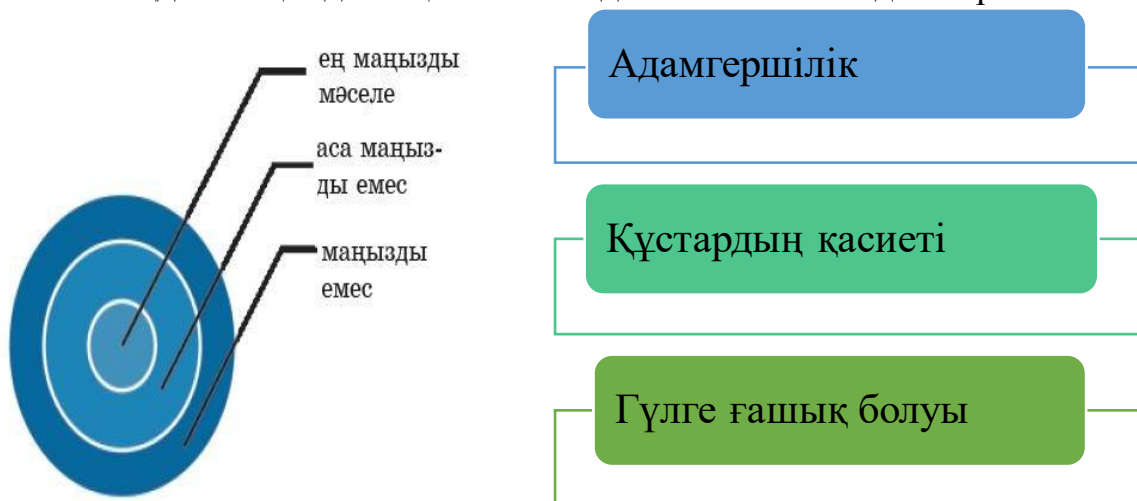 ең маңызды
мәселе
аса маңыз-
ды емес
маңызды
емес
Адамгершілік
Құстардың қасиеті
Гүлге ғашық болуы